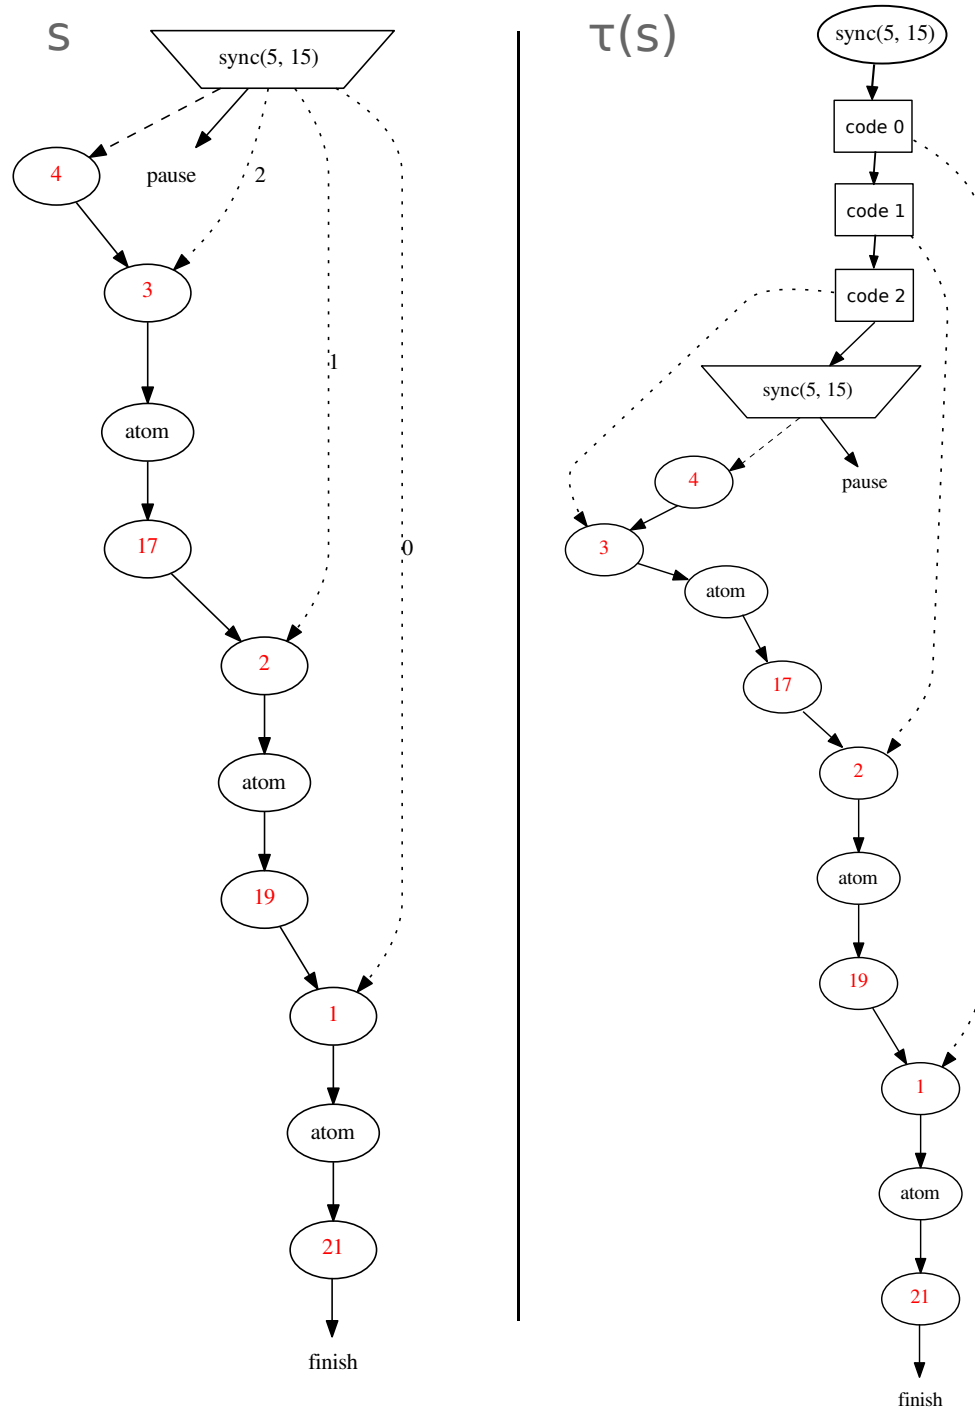 s
sync(5, 15)
4
pause
2
3
1
atom
17
0
2
atom
19
1
atom
21
finish
τ(s)
sync(5, 15)
code 0
code 1
code 2
sync(5, 15)
4
pause
3
atom
17
2
atom
19
1
atom
21
finish